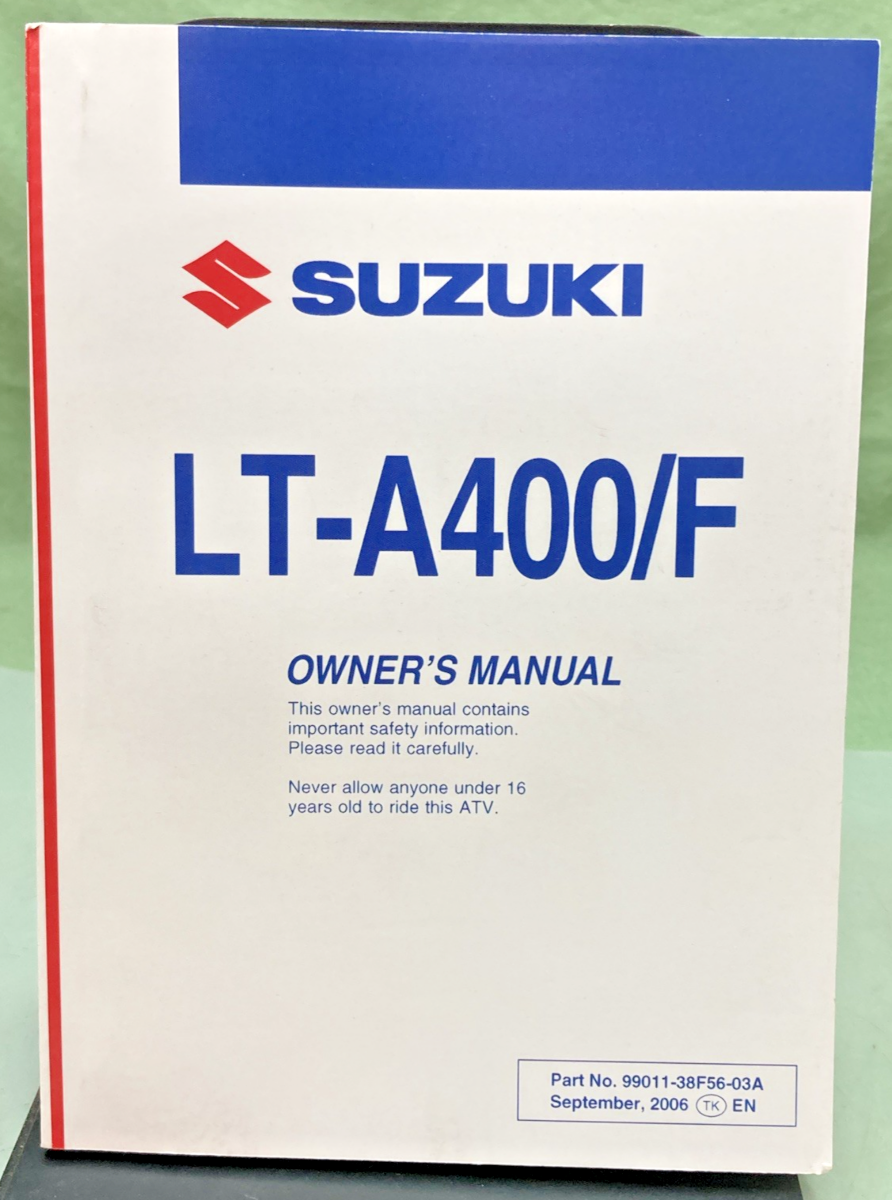 SUZUKI
LT-A400/F
OWNER'S MANUAL
This owner's manual contains
important safety information.
Please read it carefully.
Never allow anyone under 16
years old to ride this ATV.
Part No. 99011-38F56-03A
September, 2006 TK EN